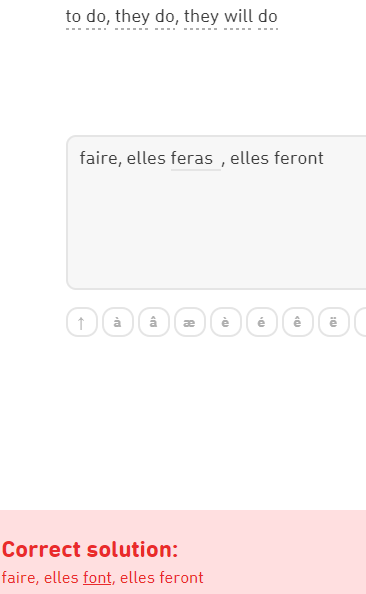 to do, they do, they will do
faire, elles feras , elles feront
↑ à â æ è é ê ë
Correct solution:
faire, elles font, elles feront